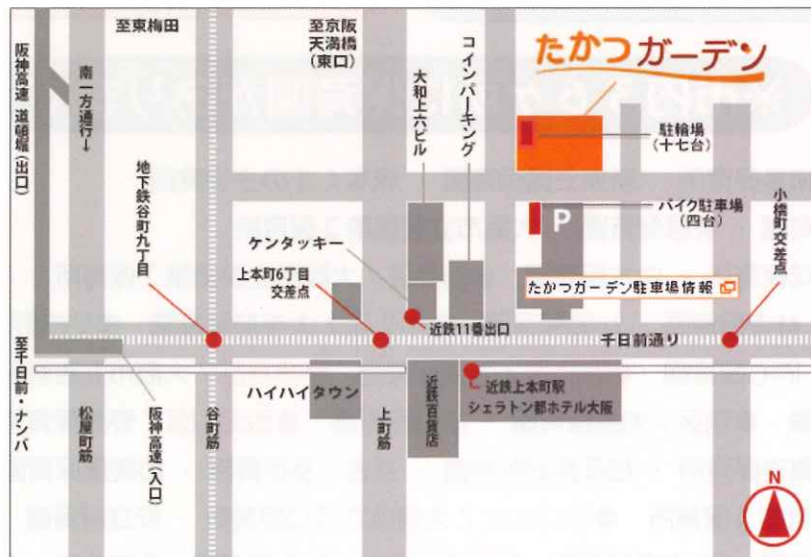 至東梅田
至京阪
天満橋
（東口）
阪神高速 道頓堀（出口）
南一方通行→
地下鉄谷町九丁目
大和上六ビル
コインパーキング
たかつガーデン
駐輪場
（十七台）
P
バイク駐車場
（四台）
小橋町交差点
ケンタッキー
上本町6丁目
交差点
たかつガーデン駐車場情報
近鉄11番出口
千日前通り
至千日前・ナンバ
松屋町筋
阪神高速（入口）
谷町筋
ハイハイタウン
上町筋
近鉄百貨店
近鉄上本町駅
シェラトン都ホテル大阪
N